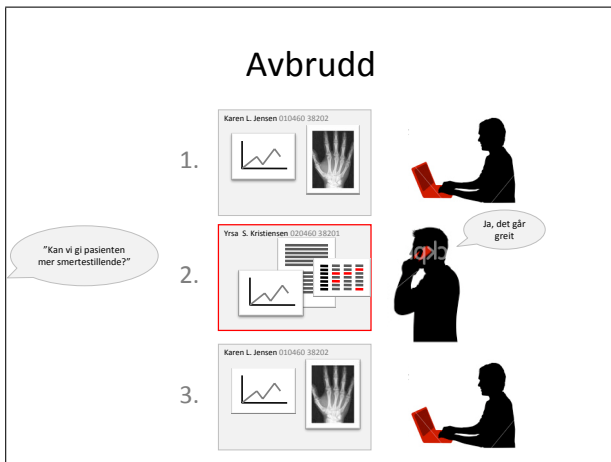 Avbrudd
1.
Karen L. Jensen 010460 38202
2.
"Kan vi gi pasienten
mer smertestillende?"
Yrsa S. Kristiensen 020460 38201
Ja, det går
greit
3.
Karen L. Jensen 010460 38202